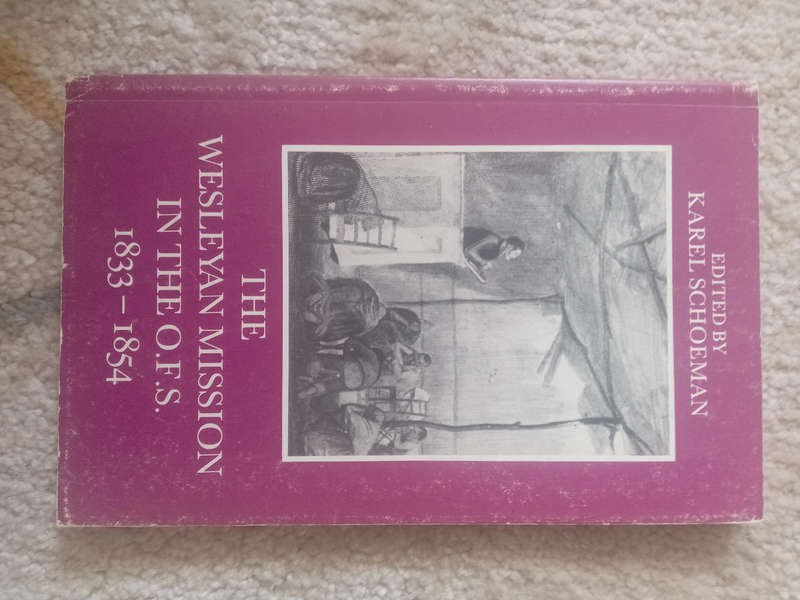 EDITED BY
KAREL SCHOEMAN
THE
WESLEYAN MISSION
IN THE O.F.S.
1833 – 1854